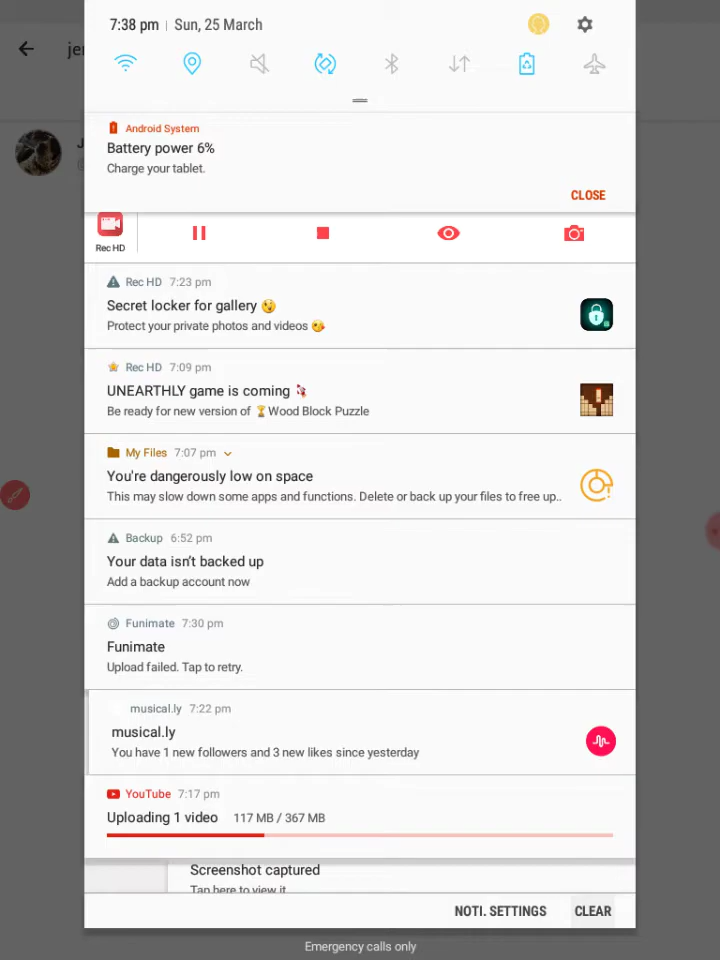 7:38 pm | Sun, 25 March
jer
Android System
Battery power 6%
Charge your tablet.
CLOSE
Rec HD
Rec HD 7:23 pm
Secret locker for gallery 😉
Protect your private photos and videos 😘
Rec HD 7:09 pm
UNEARTHLY game is coming 🚀
Be ready for new version of 🏆Wood Block Puzzle
My Files 7:07 pm
You're dangerously low on space
This may slow down some apps and functions. Delete or back up your files to free up..
Backup 6:52 pm
Your data isn’t backed up
Add a backup account now
Funimate 7:30 pm
Funimate
Upload failed. Tap to retry.
musical.ly 7:22 pm
musical.ly
You have 1 new followers and 3 new likes since yesterday
YouTube 7:17 pm
Uploading 1 video 117 MB / 367 MB
Screenshot captured
Tap here to view it
NOTI. SETTINGS CLEAR
Emergency calls only